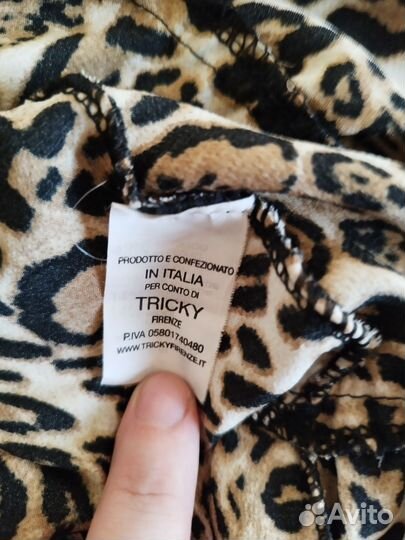 PRODOTTO E CONFEZIONATO
IN ITALIA
PER CONTO DI
TRICKY
FIRENZE
P.IVA 05801740480
WWW.TRICKYFIRENZE.IT
Avito